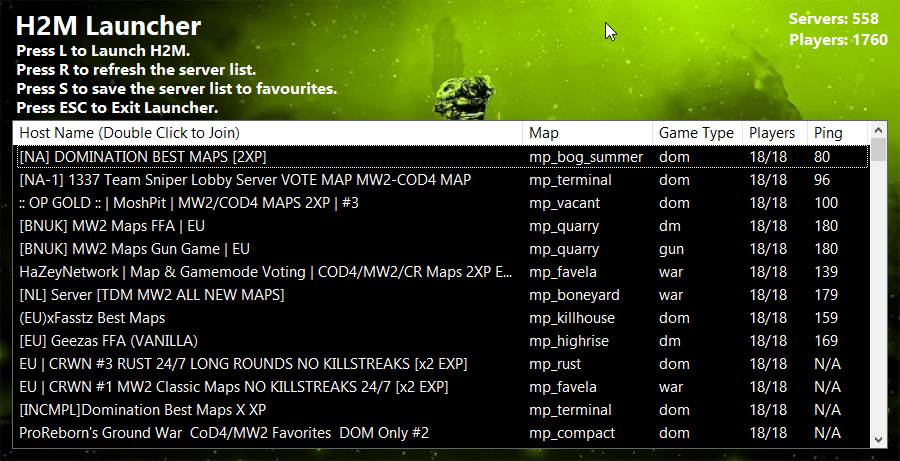 H2M Launcher
Servers: 558
Players: 1760
Press L to Launch H2M.
Press R to refresh the server list.
Press S to save the server list to favourites.
Press ESC to Exit Launcher.
Host Name (Double Click to Join) Map Game Type Players Ping
[NA] DOMINATION BEST MAPS [2XP] mp_bog_summer dom 18/18 80
[NA-1] 1337 Team Sniper Lobby Server VOTE MAP MW2-COD4 MAP mp_terminal dom 18/18 96
:: OP GOLD :: | MoshPit | MW2/COD4 MAPS 2XP | #3 mp_vacant dom 18/18 100
[BNUK] MW2 Maps FFA | EU mp_quarry dm 18/18 180
[BNUK] MW2 Maps Gun Game | EU mp_quarry gun 18/18 180
HaZeyNetwork | Map & Gamemode Voting | COD4/MW2/CR Maps 2XP E... mp_favela war 18/18 139
[NL] Server [TDM MW2 ALL NEW MAPS] mp_boneyard war 18/18 179
(EU)xFasstz Best Maps mp_killhouse dom 18/18 159
[EU] Geezas FFA (VANILLA) mp_highrise dm 18/18 169
EU | CRWN #3 RUST 24/7 LONG ROUNDS NO KILLSTREAKS [x2 EXP] mp_rust dom 18/18 N/A
EU | CRWN #1 MW2 Classic Maps NO KILLSTREAKS 24/7 [x2 EXP] mp_favela war 18/18 N/A
[INCMPL]Domination Best Maps X XP mp_terminal dom 18/18 N/A
ProReborn's Ground War  CoD4/MW2 Favorites  DOM Only #2 mp_compact dom 18/18 N/A